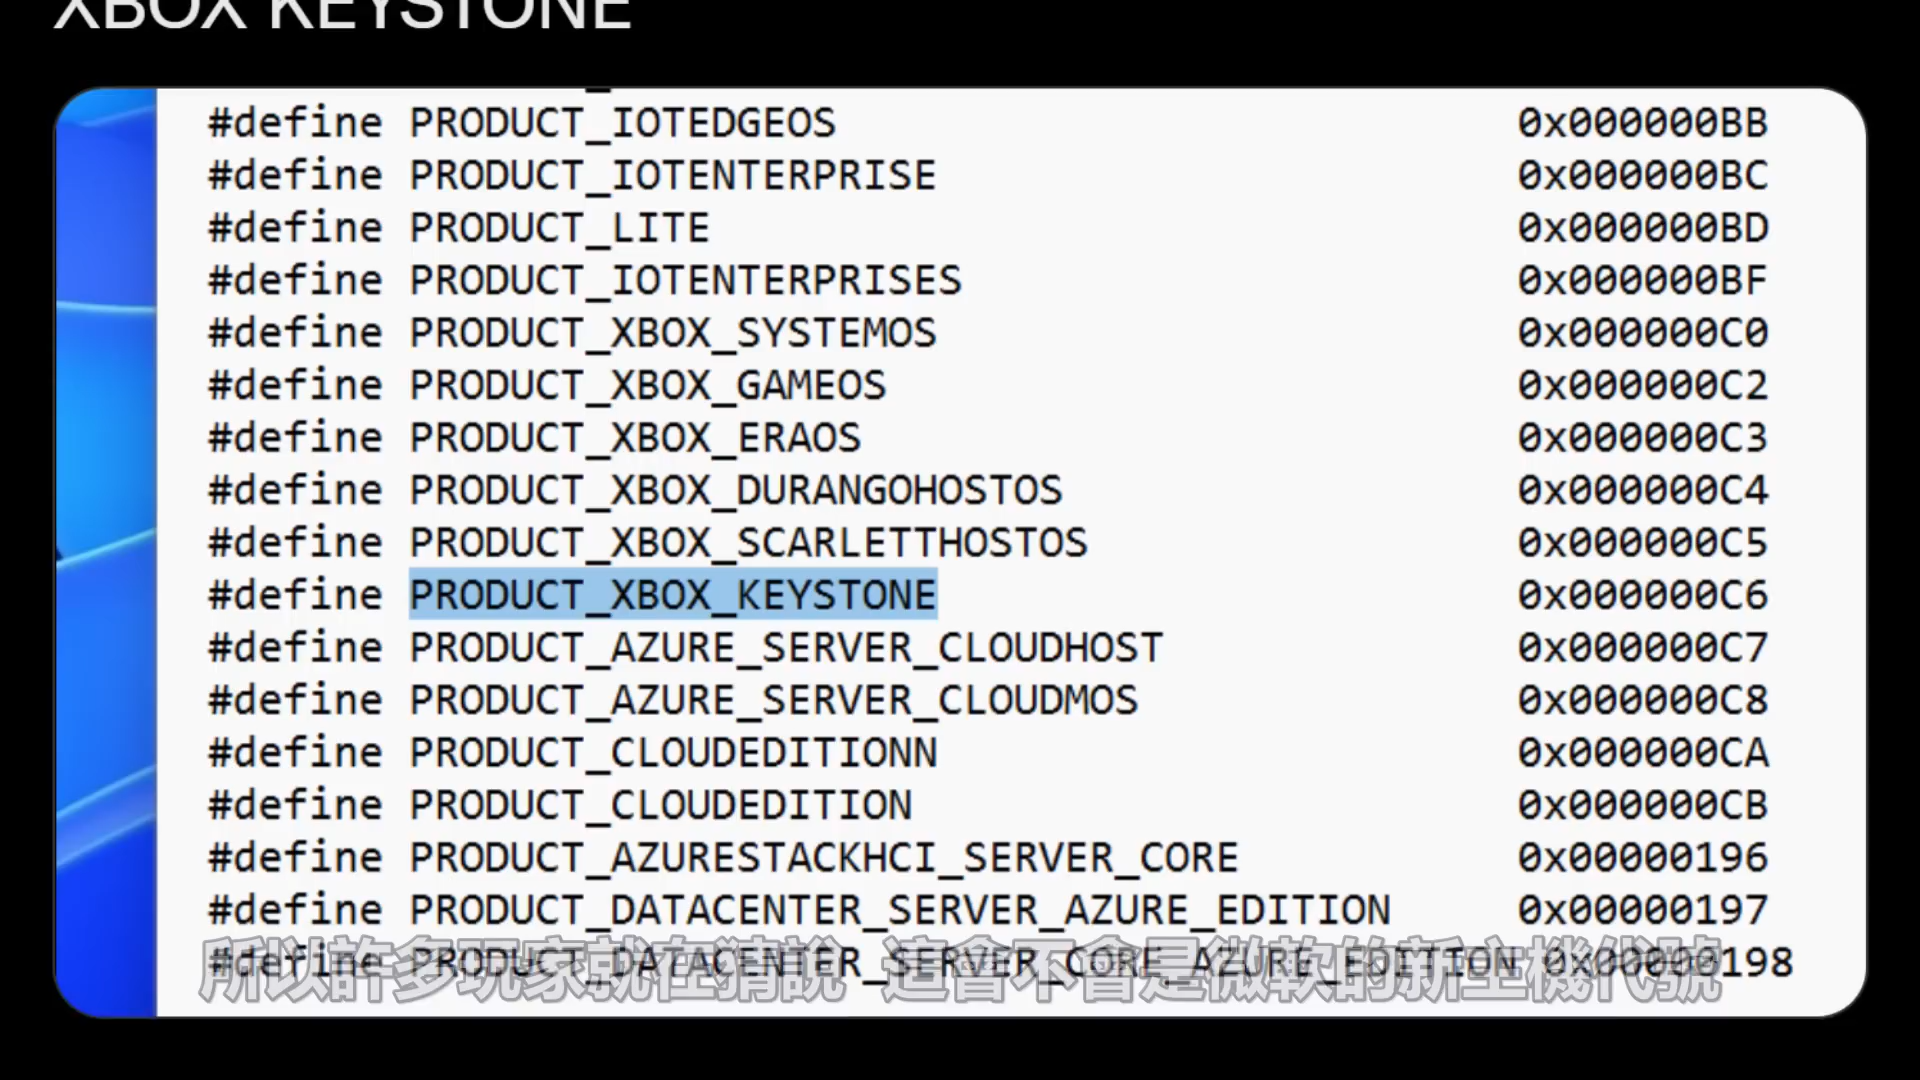 XBOX KEYSTONE
#define PRODUCT_IOTEDGEOS 0x000000BB
#define PRODUCT_IOTENTERPRISE 0x000000BC
#define PRODUCT_LITE 0x000000BD
#define PRODUCT_IOTENTERPRISES 0x000000BF
#define PRODUCT_XBOX_SYSTEMOS 0x000000C0
#define PRODUCT_XBOX_GAMEOS 0x000000C2
#define PRODUCT_XBOX_ERAOS 0x000000C3
#define PRODUCT_XBOX_DURANGOHOSTOS 0x000000C4
#define PRODUCT_XBOX_SCARLETTHOSTOS 0x000000C5
#define PRODUCT_XBOX_KEYSTONE 0x000000C6
#define PRODUCT_AZURE_SERVER_CLOUDHOST 0x000000C7
#define PRODUCT_AZURE_SERVER_CLOUDMOS 0x000000C8
#define PRODUCT_CLOUDEDITIONN 0x000000CA
#define PRODUCT_CLOUDEDITION 0x000000CB
#define PRODUCT_AZURESTACKHCI_SERVER_CORE 0x00000196
#define PRODUCT_DATACENTER_SERVER_AZURE_EDITION 0x00000197
#define PRODUCT_DATACENTER_SERVER_CORE_AZURE_EDITION 0x00000198
所以許多玩家就在猜說 這會不會是微軟的新主機代號